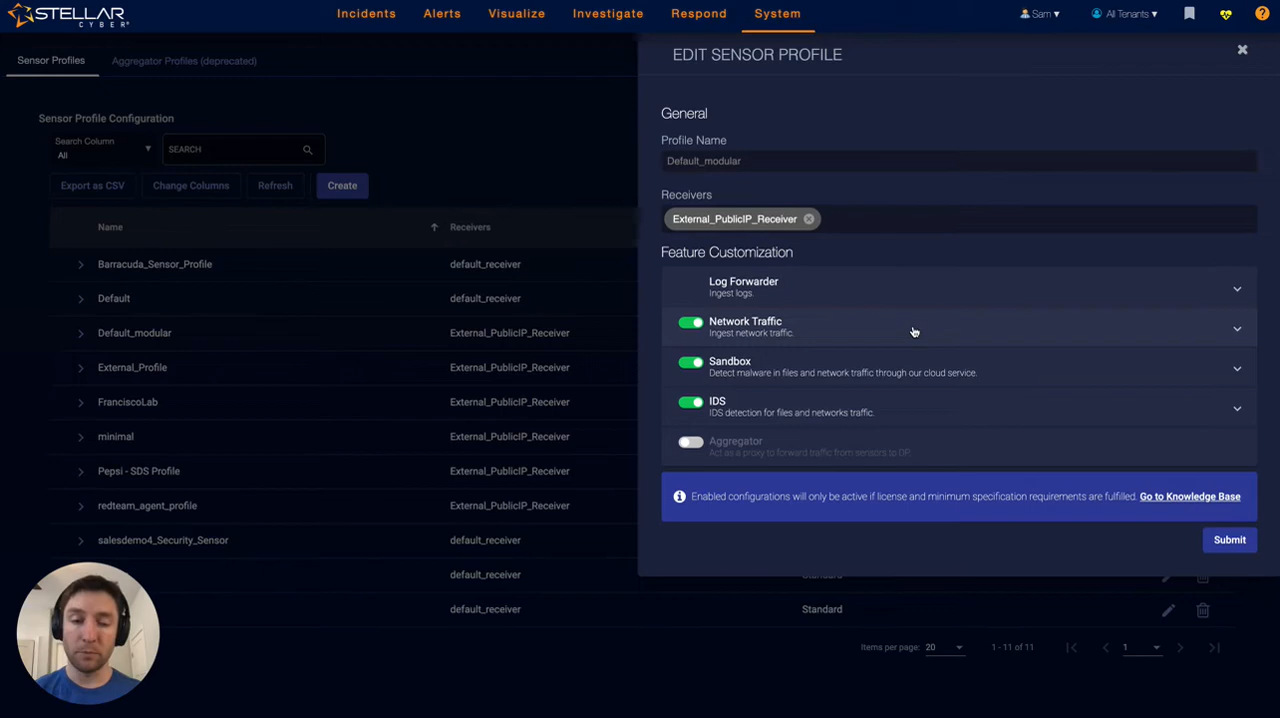 STELLAR CYBER
Incidents Alerts Visualize Investigate Respond System
Sam All Tenants ?
Sensor Profiles Aggregator Profiles (deprecated)
Sensor Profile Configuration
Search Column
All
SEARCH
Export as CSV Change Columns Refresh Create
Name Receivers
Barracuda_Sensor_Profile default_receiver
Default default_receiver
Default_modular External_PublicIP_Receiver
External_Profile External_PublicIP_Receiver
FranciscoLab External_PublicIP_Receiver
minimal External_PublicIP_Receiver
Pepsi - SDS Profile External_PublicIP_Receiver
redteam_agent_profile External_PublicIP_Receiver
salesdemo4_Security_Sensor default_receiver
default_receiver Standard
default_receiver Standard
Items per page: 20 1 - 11 of 11 1
EDIT SENSOR PROFILE
General
Profile Name
Default_modular
Receivers
External_PublicIP_Receiver
Feature Customization
Log Forwarder
Ingest logs.
Network Traffic
Ingest network traffic.
Sandbox
Detect malware in files and network traffic through our cloud service.
IDS
IDS detection for files and networks traffic.
Aggregator
Act as a proxy to forward traffic from sensors to DP.
Enabled configurations will only be active if license and minimum specification requirements are fulfilled. Go to Knowledge Base
Submit